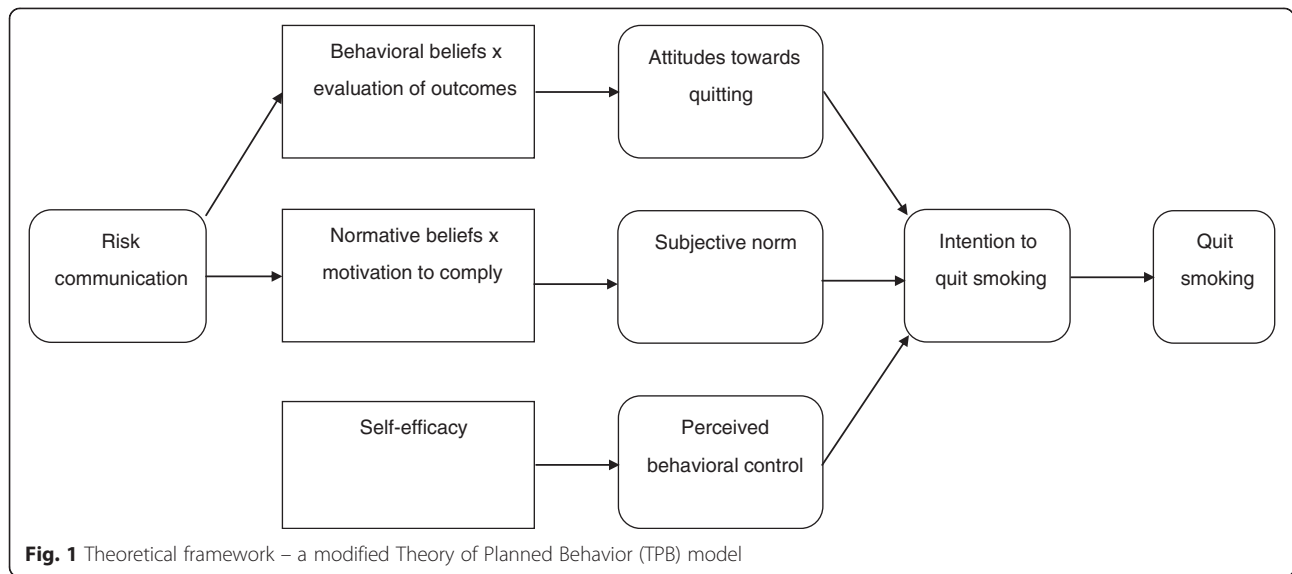 Behavioral beliefs x
evaluation of outcomes
Attitudes towards
quitting
Risk
communication
Normative beliefs x
motivation to comply
Subjective norm
Intention to
quit smoking
Quit
smoking
Self-efficacy
Perceived
behavioral control
Fig. 1 Theoretical framework – a modified Theory of Planned Behavior (TPB) model